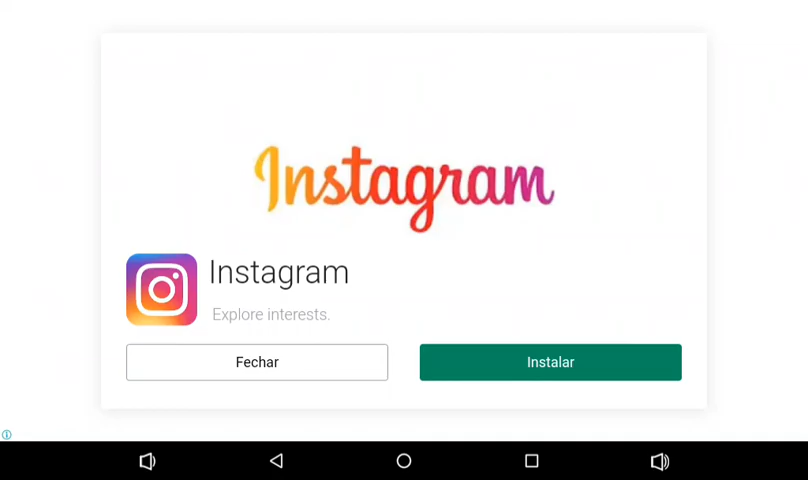 Instagram
Instagram
Explore interests.
Fechar
Instalar